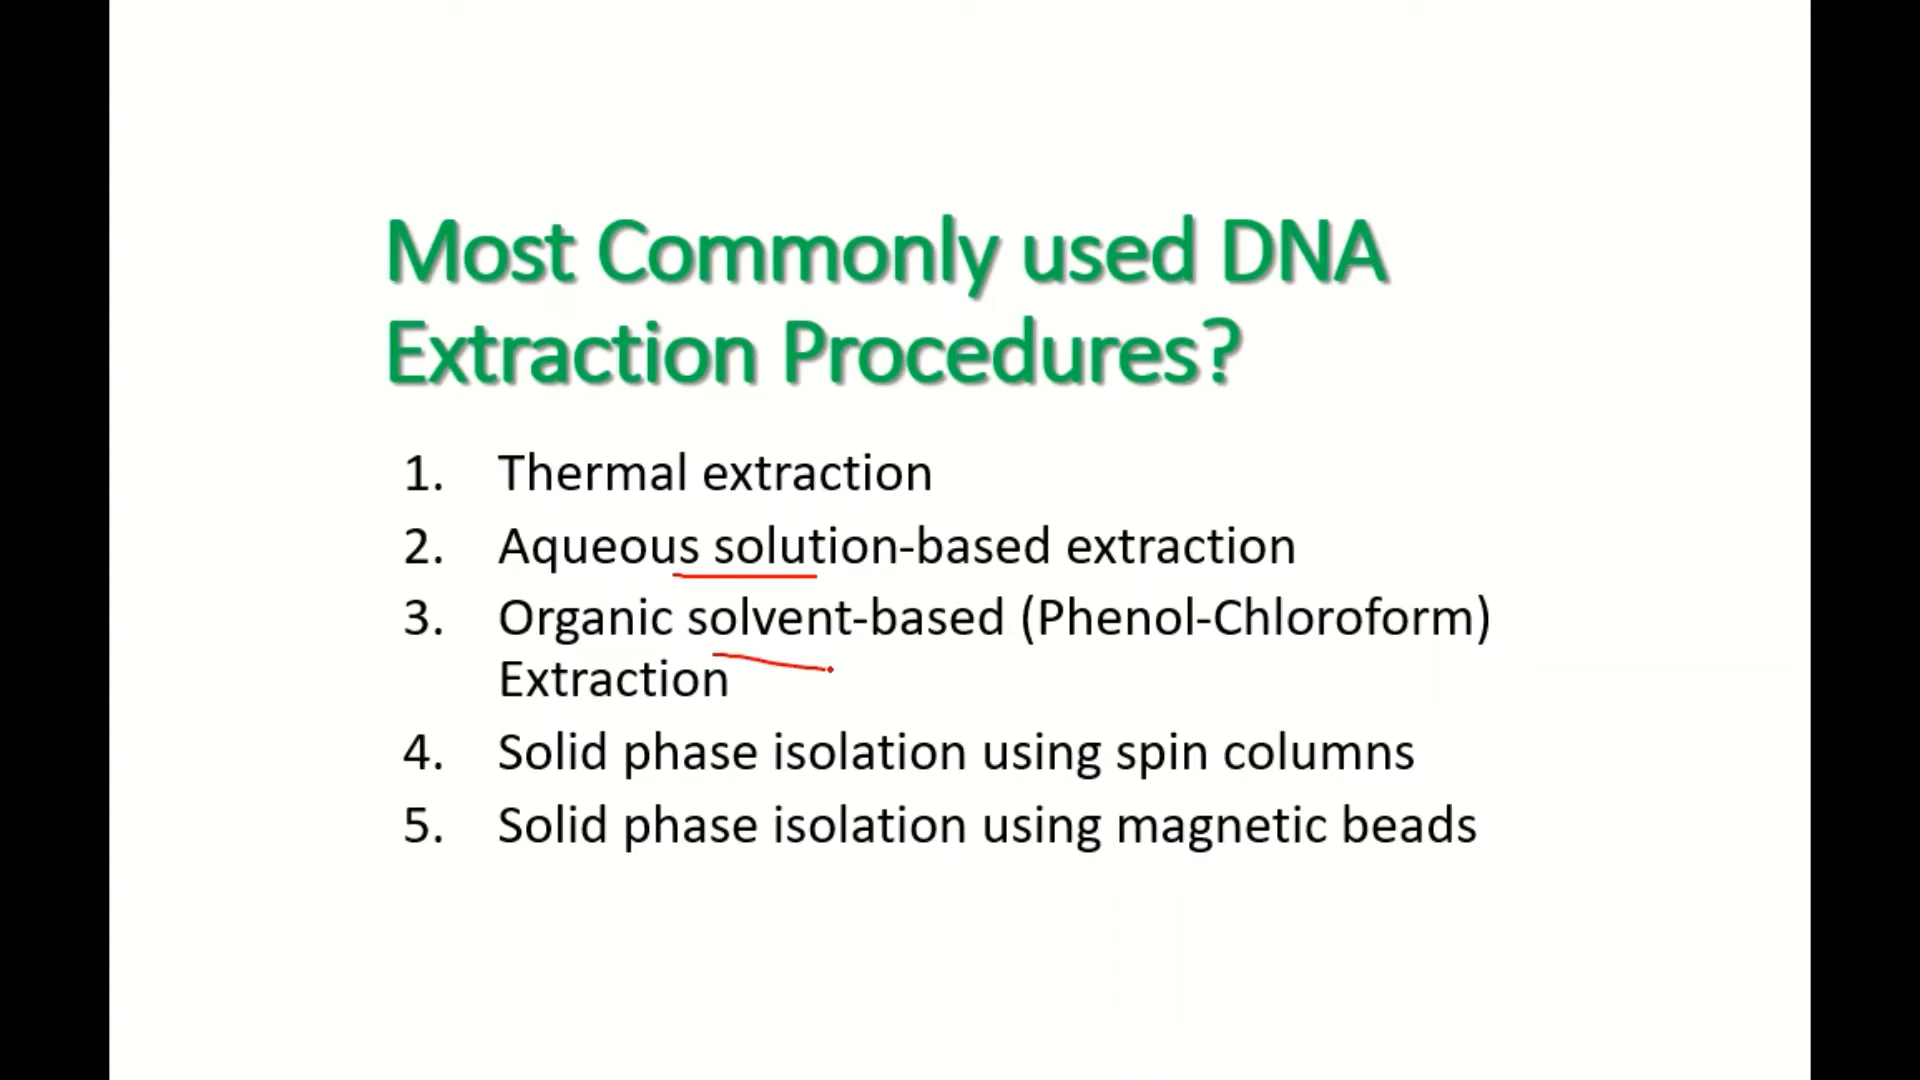 Most Commonly used DNA
Extraction Procedures?
1. Thermal extraction
2. Aqueous solution-based extraction
3. Organic solvent-based (Phenol-Chloroform)
Extraction
4. Solid phase isolation using spin columns
5. Solid phase isolation using magnetic beads